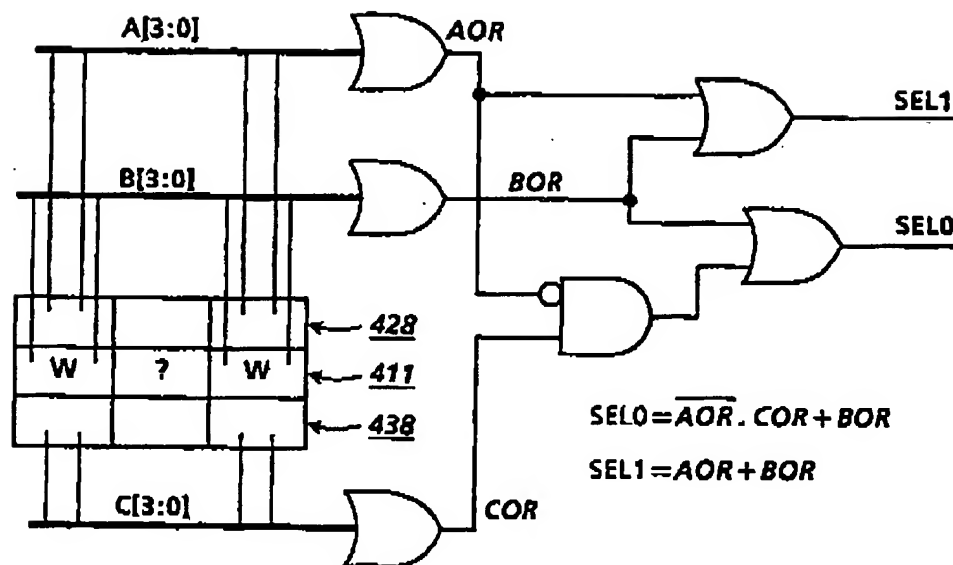 A[3:0]
AOR
SEL1
B[3:0]
BOR
SEL0
428
W ? W
411
438
SEL0=\overline{AOR}.COR+BOR
SEL1=AOR+BOR
C[3:0]
COR